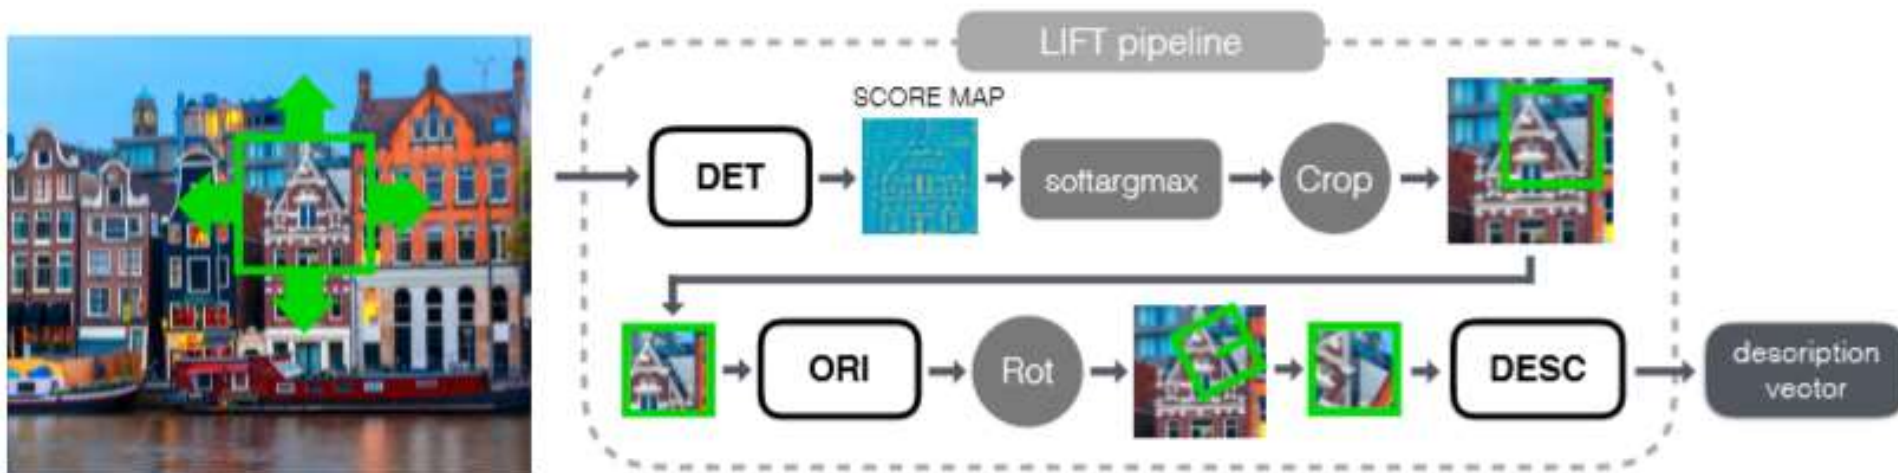 LIFT pipeline
SCORE MAP
DET
softargmax
Crop
ORI
Rot
DESC
description
vector